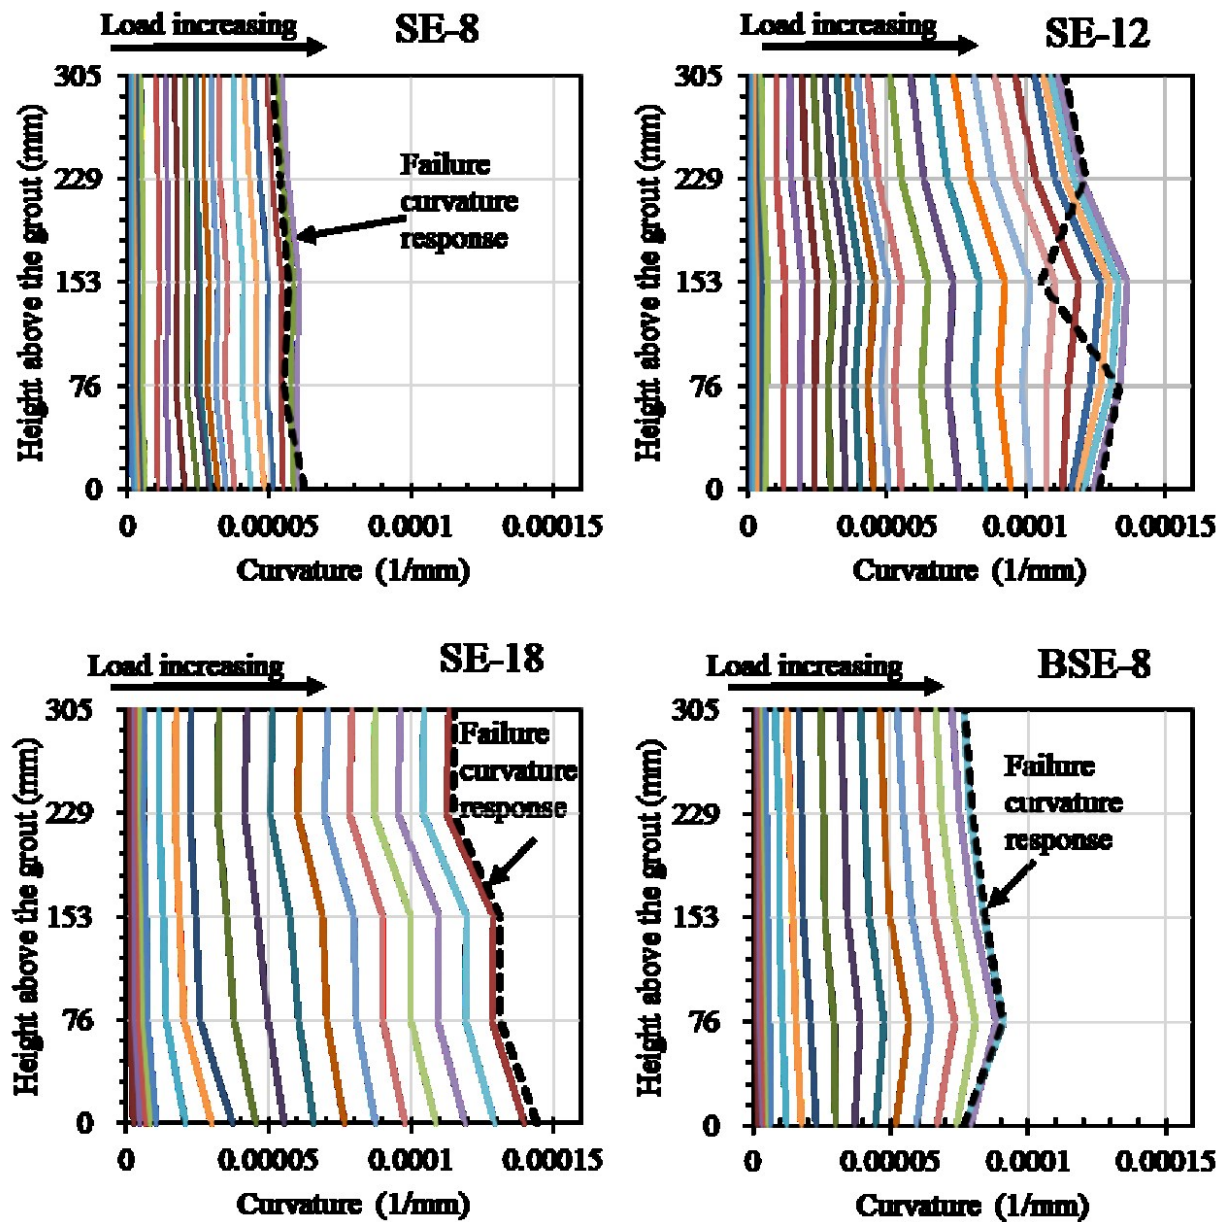 Load increasing
SE-8
305
229
153
76
0
Height above the grout (mm)
Failure
curvature
response
0
0.00005
0.0001
0.00015
Curvature (1/mm)
Load increasing
SE-12
305
229
153
76
0
Height above the grout (mm)
0
0.00005
0.0001
0.00015
Curvature (1/mm)
Load increasing
SE-18
305
229
153
76
0
Height above the grout (mm)
Failure
curvature
response
0
0.00005
0.0001
0.00015
Curvature (1/mm)
Load increasing
BSE-8
305
229
153
76
0
Height above the grout (mm)
Failure
curvature
response
0
0.00005
0.0001
0.00015
Curvature (1/mm)